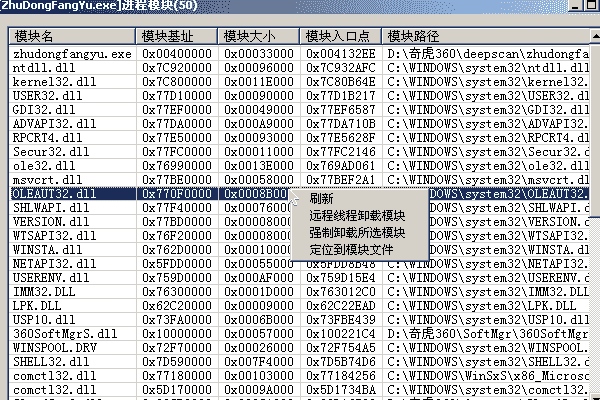 [ZhuDongFangYu.exe]进程模块(50)
模块名 模块基址 模块大小 模块入口点 模块路径
zhudongfangyu.exe 0x00400000 0x00033000 0x004132EE D:\奇虎360\deepscan\zhudongfa
ntdll.dll 0x7C920000 0x00096000 0x7C932AFC C:\WINDOWS\system32\ntdll.dll
kernel32.dll 0x7C800000 0x0011E000 0x7C80B64E C:\WINDOWS\system32\kernel32.
USER32.dll 0x77D10000 0x00090000 0x77D1B217 C:\WINDOWS\system32\USER32.dl
GDI32.dll 0x77EF0000 0x00049000 0x77EF6587 C:\WINDOWS\system32\GDI32.dll
ADVAPI32.dll 0x77DA0000 0x000A9000 0x77DA710B C:\WINDOWS\system32\ADVAPI32.
RPCRT4.dll 0x77E50000 0x00093000 0x77E5628F C:\WINDOWS\system32\RPCRT4.dl
Secur32.dll 0x77FC0000 0x00011000 0x77FC2146 C:\WINDOWS\system32\Secur32.d
ole32.dll 0x76990000 0x0013E000 0x769AD061 C:\WINDOWS\system32\ole32.dll
msvcrt.dll 0x77BE0000 0x00058000 0x77BEF2A1 C:\WINDOWS\system32\msvcrt.dl
OLEAUT32.dll 0x770F0000 0x0008B00 WINDOWS\system32\OLEAUT32.
刷新
SHLWAPI.dll 0x77F40000 0x0007600 WINDOWS\system32\SHLWAPI.d
远程线程卸载模块
VERSION.dll 0x77BD0000 0x0000800 WINDOWS\system32\VERSION.d
强制卸载所选模块
WTSAPI32.dll 0x76F20000 0x0000800 WINDOWS\system32\WTSAPI32.
定位到模块文件
WINSTA.dll 0x762D0000 0x0001000 WINDOWS\system32\WINSTA.dl
NETAPI32.dll 0x5FDD0000 0x00055000 0x5FDD8B48 C:\WINDOWS\system32\NETAPI32.
USERENV.dll 0x759D0000 0x000AF000 0x759D15E4 C:\WINDOWS\system32\USERENV.d
IMM32.DLL 0x76300000 0x0001D000 0x763012C0 C:\WINDOWS\system32\IMM32.DLL
LPK.DLL 0x62C20000 0x00009000 0x62C22EAD C:\WINDOWS\system32\LPK.DLL
USP10.dll 0x73FA0000 0x0006B000 0x73FBE439 C:\WINDOWS\system32\USP10.dll
360SoftMgrS.dll 0x10000000 0x00057000 0x100221C4 D:\奇虎360\SoftMgr\360SoftMgr
WINSPOOL.DRV 0x72F70000 0x00026000 0x72F754A5 C:\WINDOWS\system32\WINSPOOL.
SHELL32.dll 0x7D590000 0x007F4000 0x7D5B74D6 C:\WINDOWS\system32\SHELL32.d
comctl32.dll 0x77180000 0x00103000 0x77184256 C:\WINDOWS\WinSxS\x86_Microso
comctl32.dll 0x5D170000 0x0009A000 0x5D1734BA C:\WINDOWS\system32\comctl32.